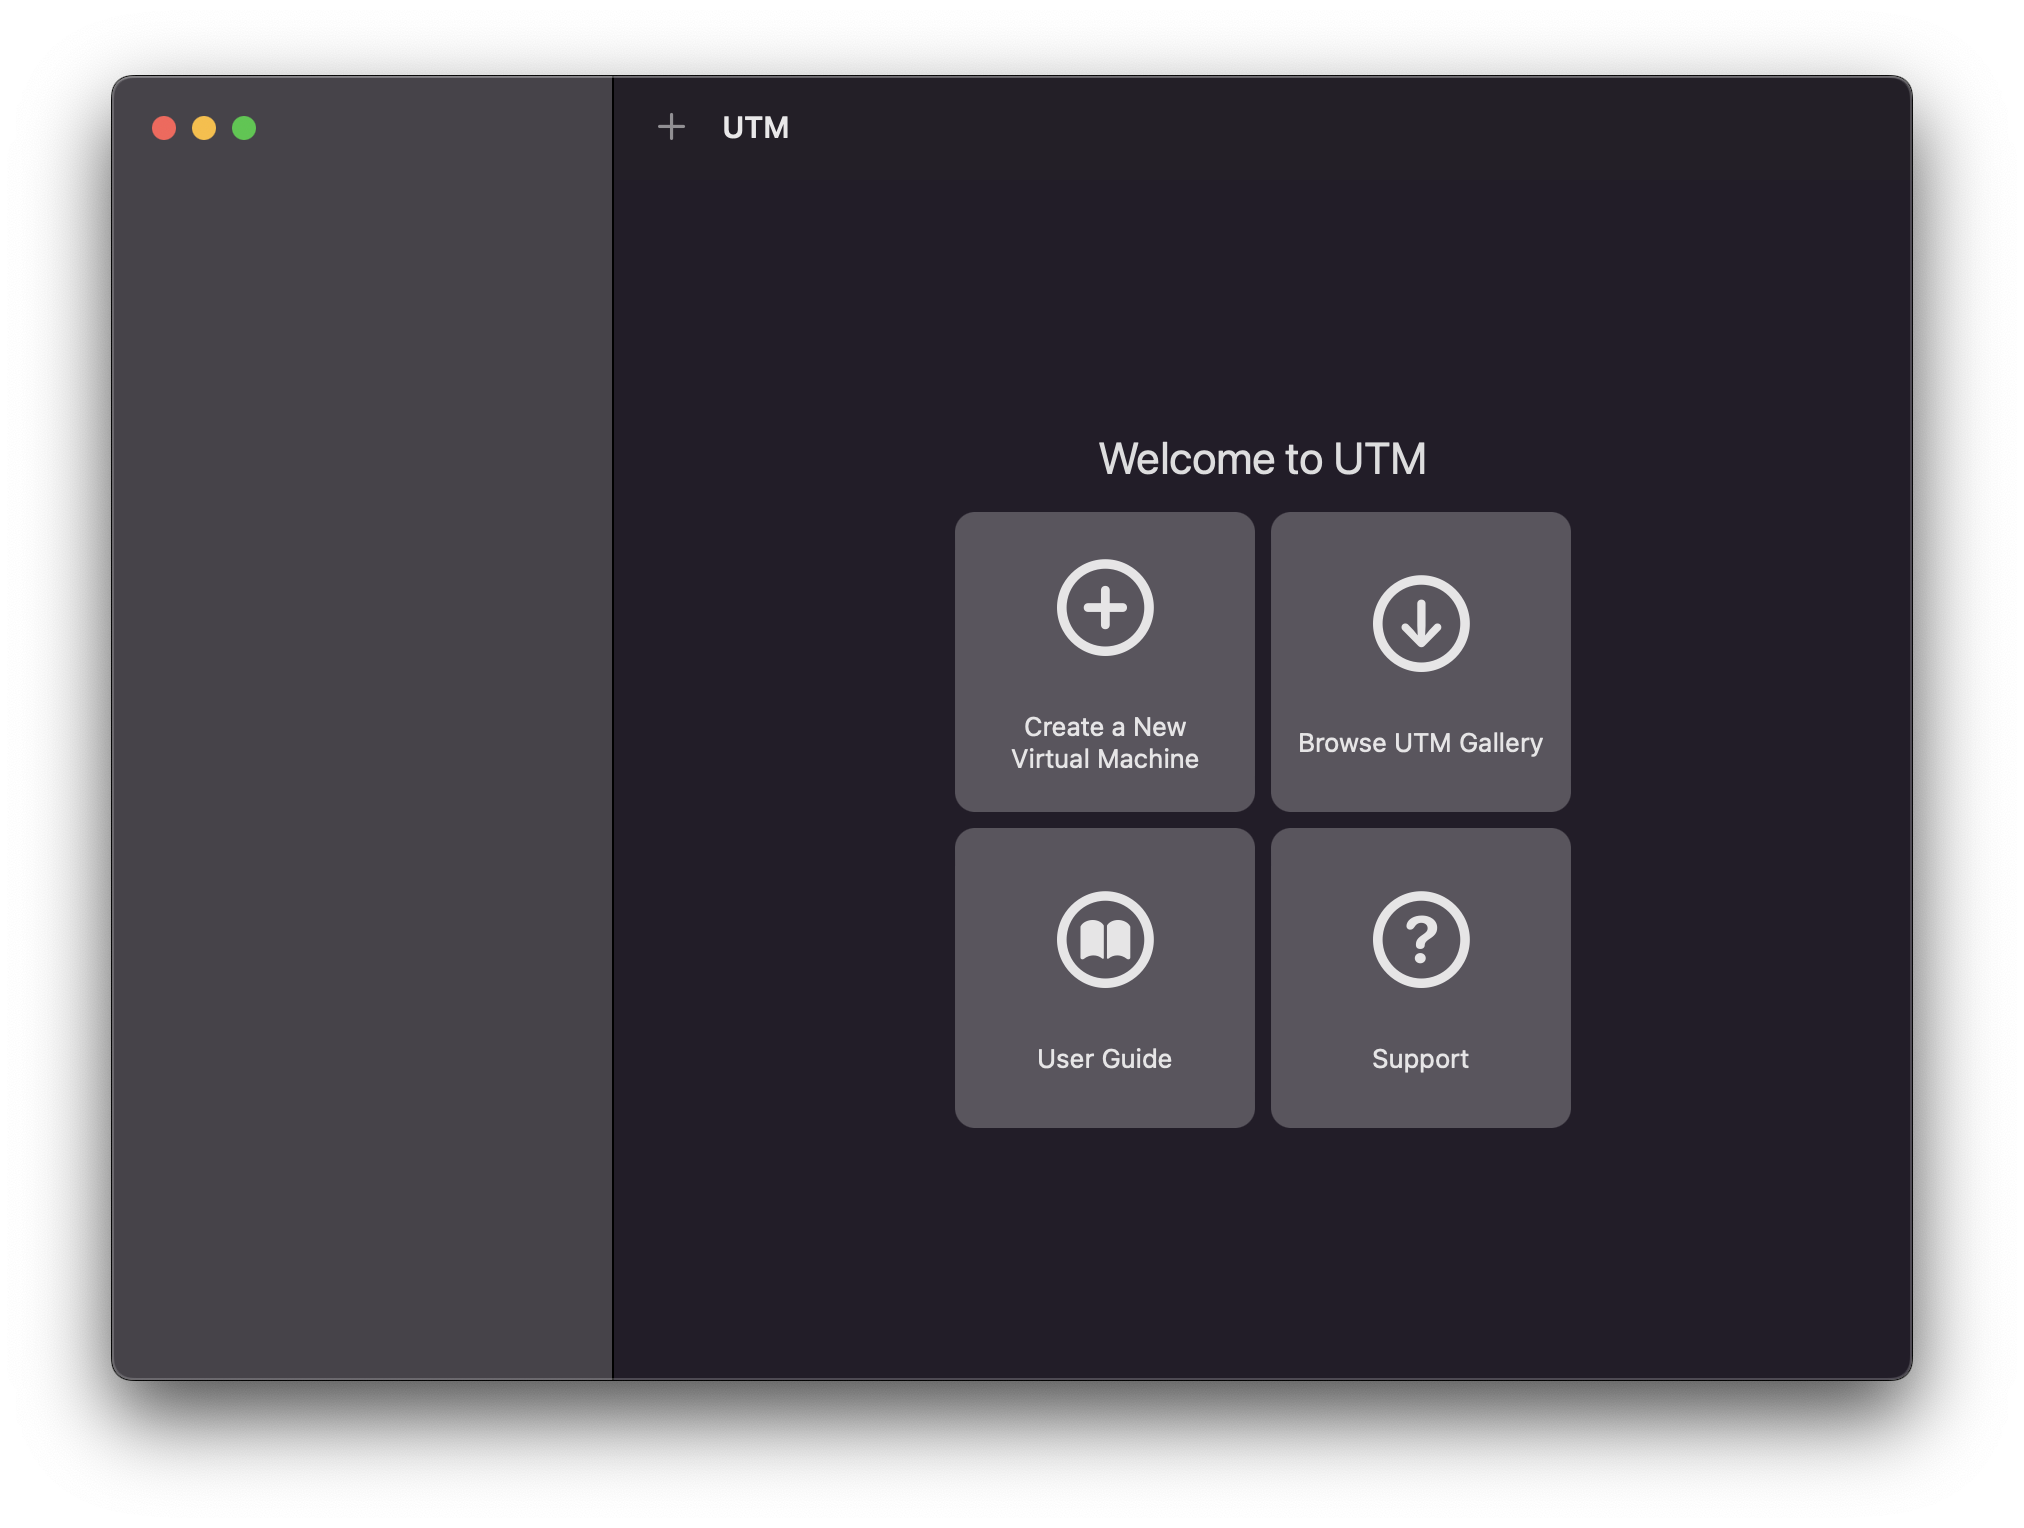 UTM
Welcome to UTM
Create a New
Virtual Machine
Browse UTM Gallery
User Guide
Support